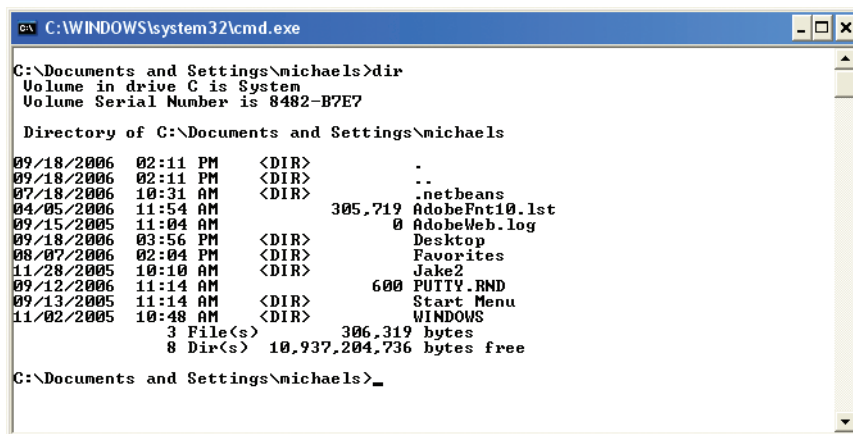 C:\WINDOWS\system32\cmd.exe
C:\Documents and Settings\michaels>dir
 Volume in drive C is System
 Volume Serial Number is 8482-B7E7
 Directory of C:\Documents and Settings\michaels
09/18/2006  02:11 PM    <DIR>          .
09/18/2006  02:11 PM    <DIR>          ..
07/18/2006  10:31 AM    <DIR>          .netbeans
04/05/2006  11:54 AM           305,719 AdobeFnt10.lst
09/15/2005  11:04 AM                 0 AdobeWeb.log
09/18/2006  03:56 PM    <DIR>          Desktop
08/07/2006  02:04 PM    <DIR>          Favorites
11/28/2005  10:10 AM    <DIR>          Jake2
09/12/2006  11:14 AM               600 PUTTY.RND
09/13/2005  11:14 AM    <DIR>          Start Menu
11/02/2005  10:48 AM    <DIR>          WINDOWS
               3 File(s)        306,319 bytes
               8 Dir(s)  10,937,204,736 bytes free
C:\Documents and Settings\michaels>_